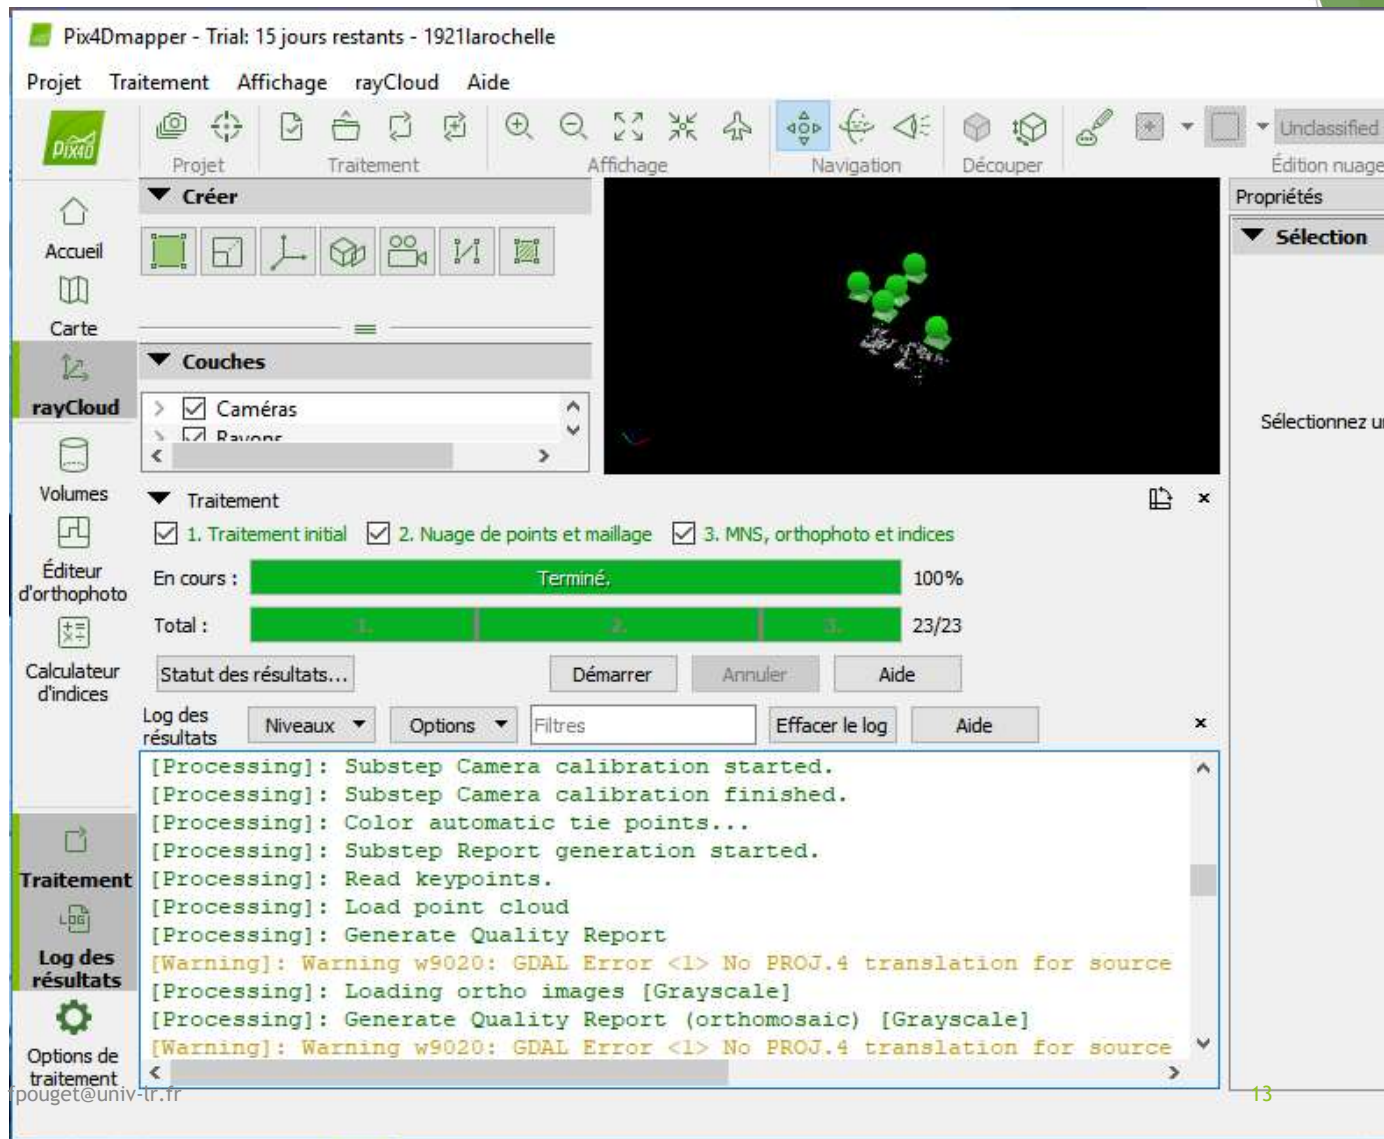 Pix4Dmapper - Trial: 15 jours restants - 1921larochelle
Projet Traitement Affichage rayCloud Aide
PIX4D
Projet Traitement Affichage Navigation Découper Édition nuage
Unclassified
Accueil
Carte
rayCloud
Volumes
Éditeur
d'orthophoto
Calculateur
d'indices
Traitement
LOG
Log des
résultats
Options de
traitement
Créer
Couches
Caméras
Rayons
Propriétés
Sélection
Sélectionnez
Traitement
1. Traitement initial 2. Nuage de points et maillage 3. MNS, orthophoto et indices
En cours : Terminé. 100%
Total : 1. 2. 3. 23/23
Statut des résultats... Démarrer Annuler Aide
Log des
résultats
Niveaux Options Filtres Effacer le log Aide
[Processing]: Substep Camera calibration started.
[Processing]: Substep Camera calibration finished.
[Processing]: Color automatic tie points...
[Processing]: Substep Report generation started.
[Processing]: Read keypoints.
[Processing]: Load point cloud
[Processing]: Generate Quality Report
[Warning]: Warning w9020: GDAL Error <1> No PROJ.4 translation for source
[Processing]: Loading ortho images [Grayscale]
[Processing]: Generate Quality Report (orthomosaic) [Grayscale]
[Warning]: Warning w9020: GDAL Error <1> No PROJ.4 translation for source
fpouget@univ-lr.fr
13